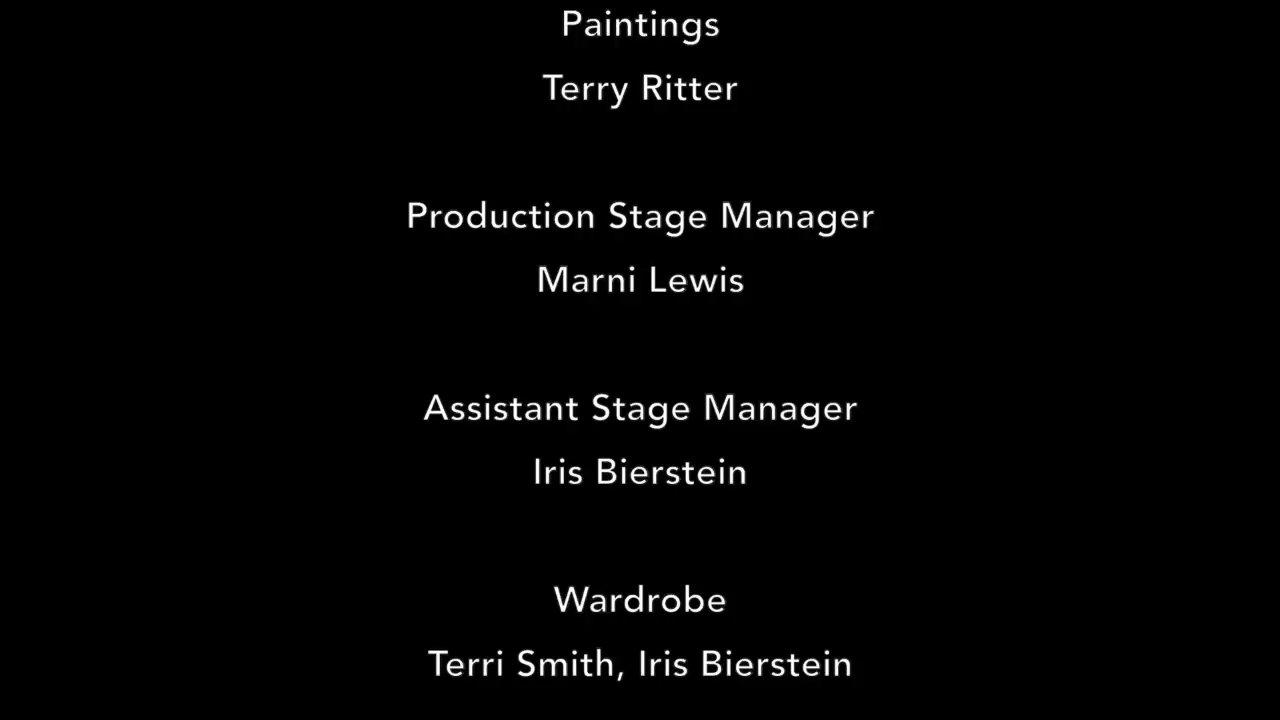 Paintings
Terry Ritter
Production Stage Manager
Marni Lewis
Assistant Stage Manager
Iris Bierstein
Wardrobe
Terri Smith, Iris Bierstein